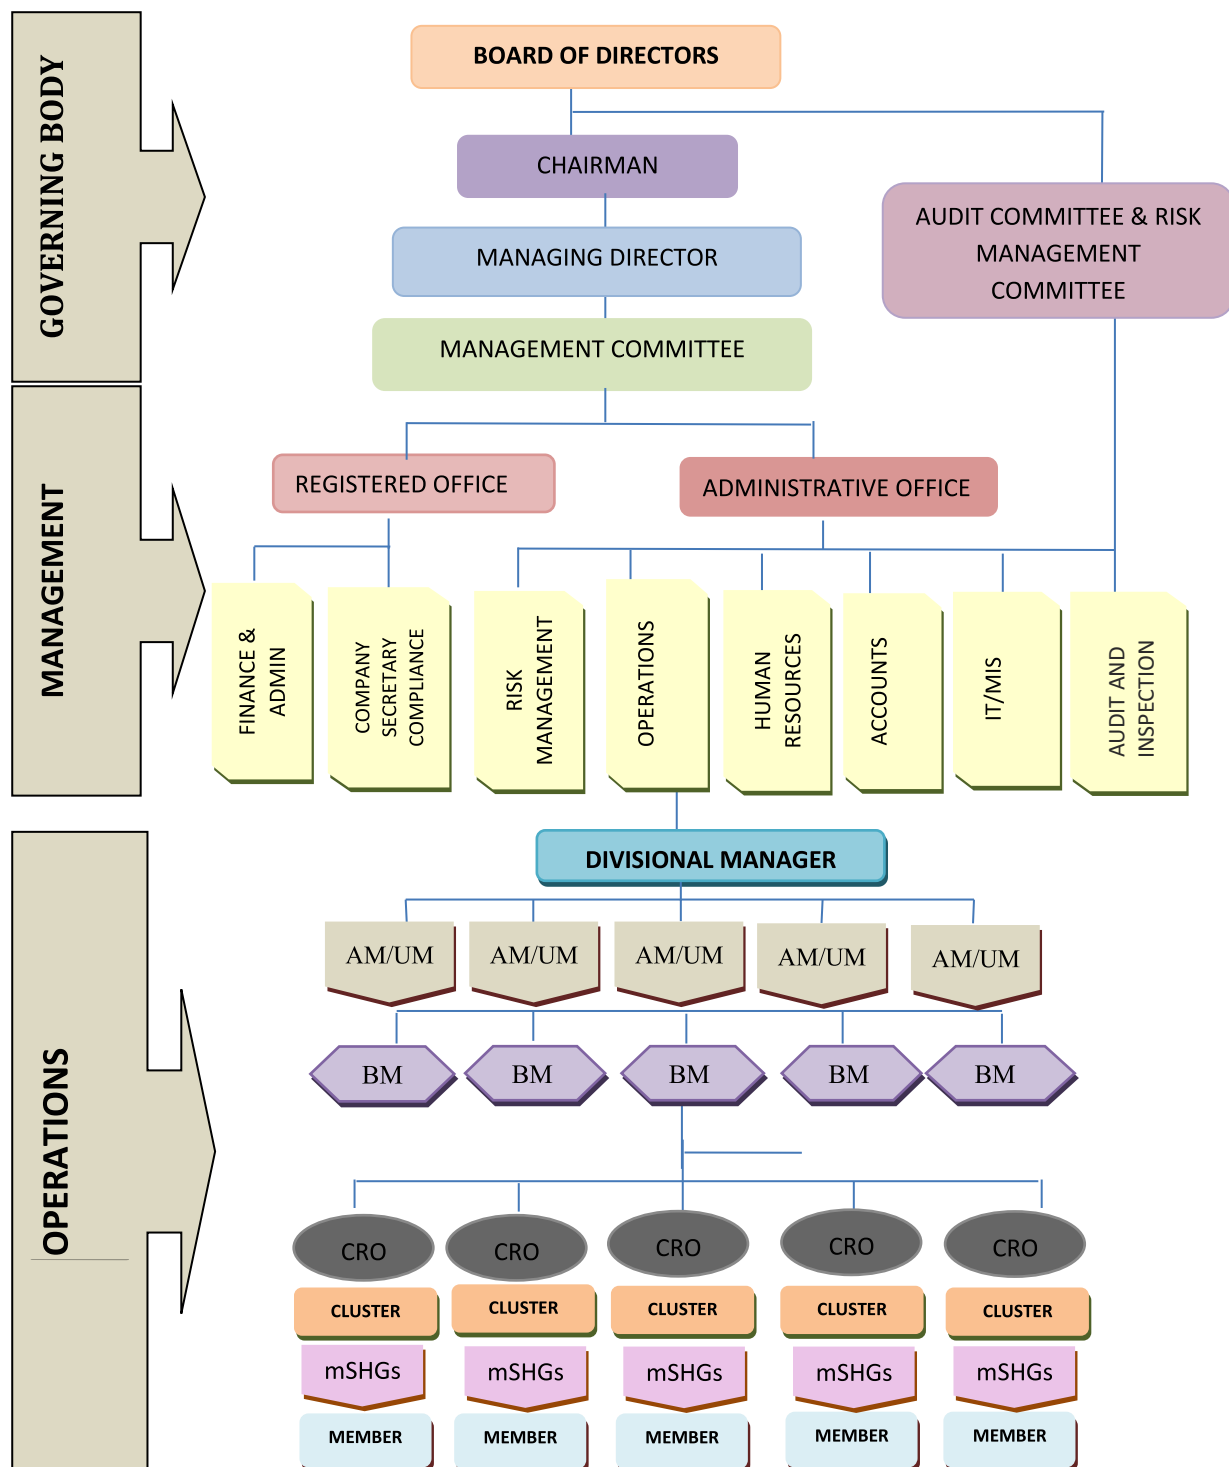 GOVERNING BODY
BOARD OF DIRECTORS
CHAIRMAN
MANAGING DIRECTOR
AUDIT COMMITTEE & RISK
MANAGEMENT
COMMITTEE
MANAGEMENT COMMITTEE
MANAGEMENT
REGISTERED OFFICE
ADMINISTRATIVE OFFICE
FINANCE &
ADMIN
COMPANY
SECRETARY
COMPLIANCE
RISK
MANAGEMENT
OPERATIONS
HUMAN
RESOURCES
ACCOUNTS
IT/MIS
AUDIT AND
INSPECTION
OPERATIONS
DIVISIONAL MANAGER
AM/UM
AM/UM
AM/UM
AM/UM
AM/UM
BM
BM
BM
BM
BM
CRO
CRO
CRO
CRO
CRO
CLUSTER
CLUSTER
CLUSTER
CLUSTER
CLUSTER
mSHGs
mSHGs
mSHGs
mSHGs
mSHGs
MEMBER
MEMBER
MEMBER
MEMBER
MEMBER